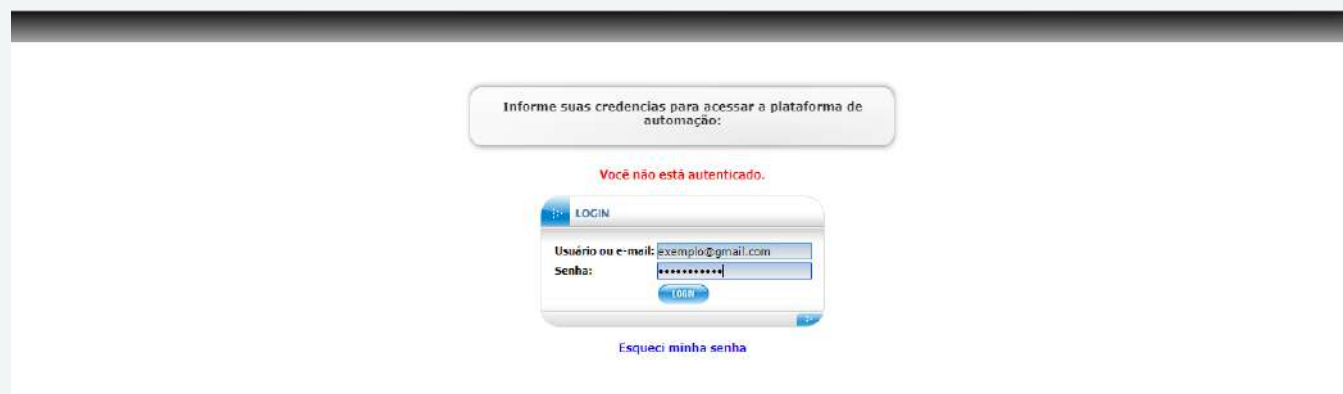 Informe suas credencias para acessar a plataforma de
automação:
Você não está autenticado.
LOGIN
Usuário ou e-mail: exemplo@gmail.com
Senha: •••••••••••
LOGIN
Esqueci minha senha